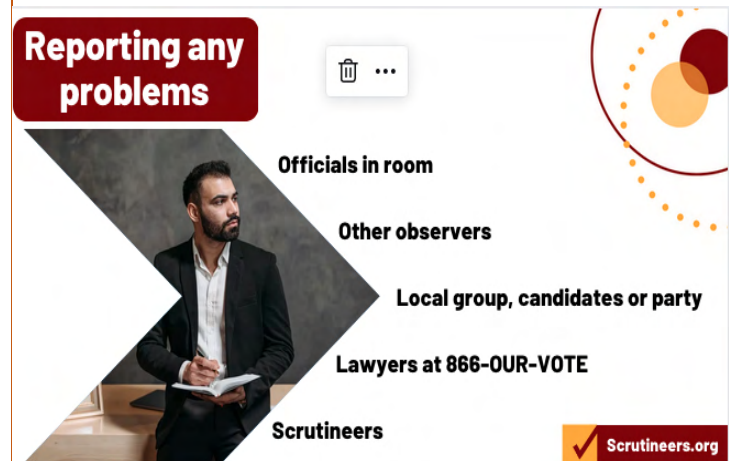 Reporting any
problems
Officials in room
Other observers
Local group, candidates or party
Lawyers at 866-OUR-VOTE
Scrutineers
Scrutineers.org